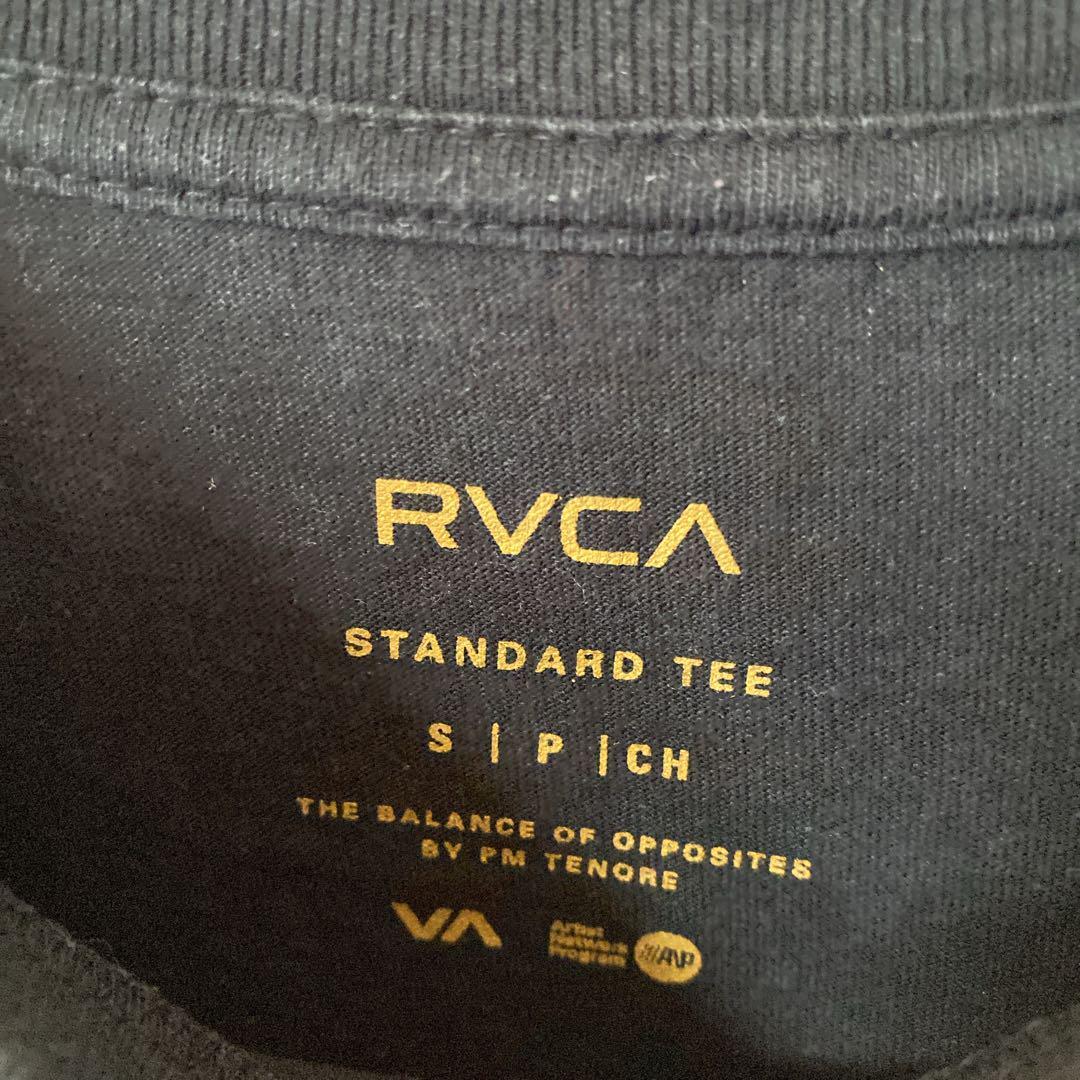 RVCA
STANDARD TEE
S | P | CH
THE BALANCE OF OPPOSITES
BY PM TENORE
VA
Artist
Network
Program
//ANP